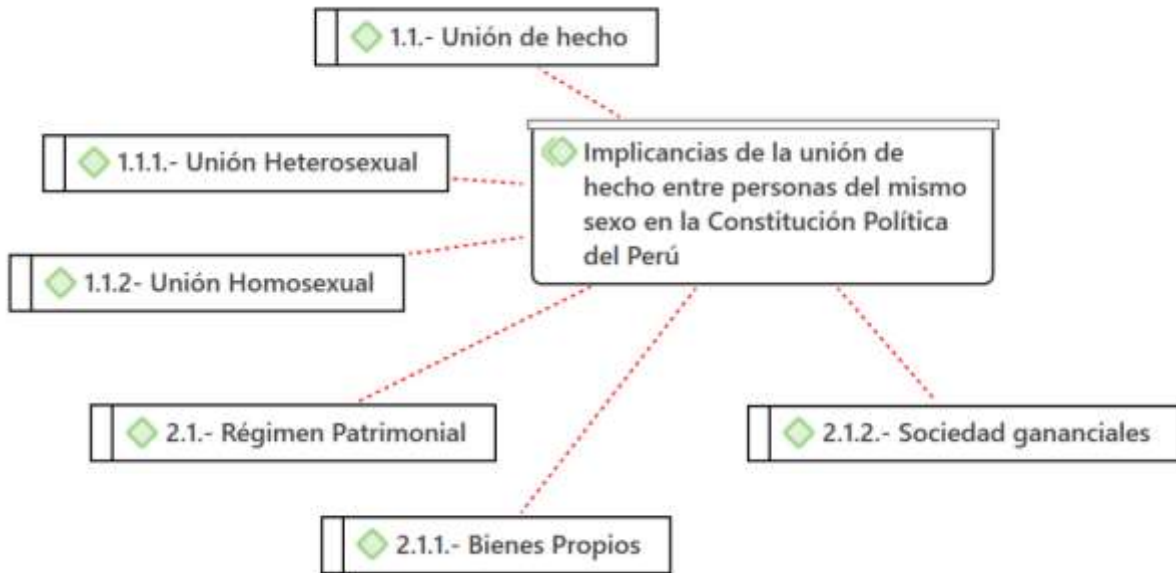 1.1.- Unión de hecho
1.1.1.- Unión Heterosexual
Implicancias de la unión de
hecho entre personas del mismo
sexo en la Constitución Política
del Perú
1.1.2- Unión Homosexual
2.1.- Régimen Patrimonial
2.1.2.- Sociedad gananciales
2.1.1.- Bienes Propios